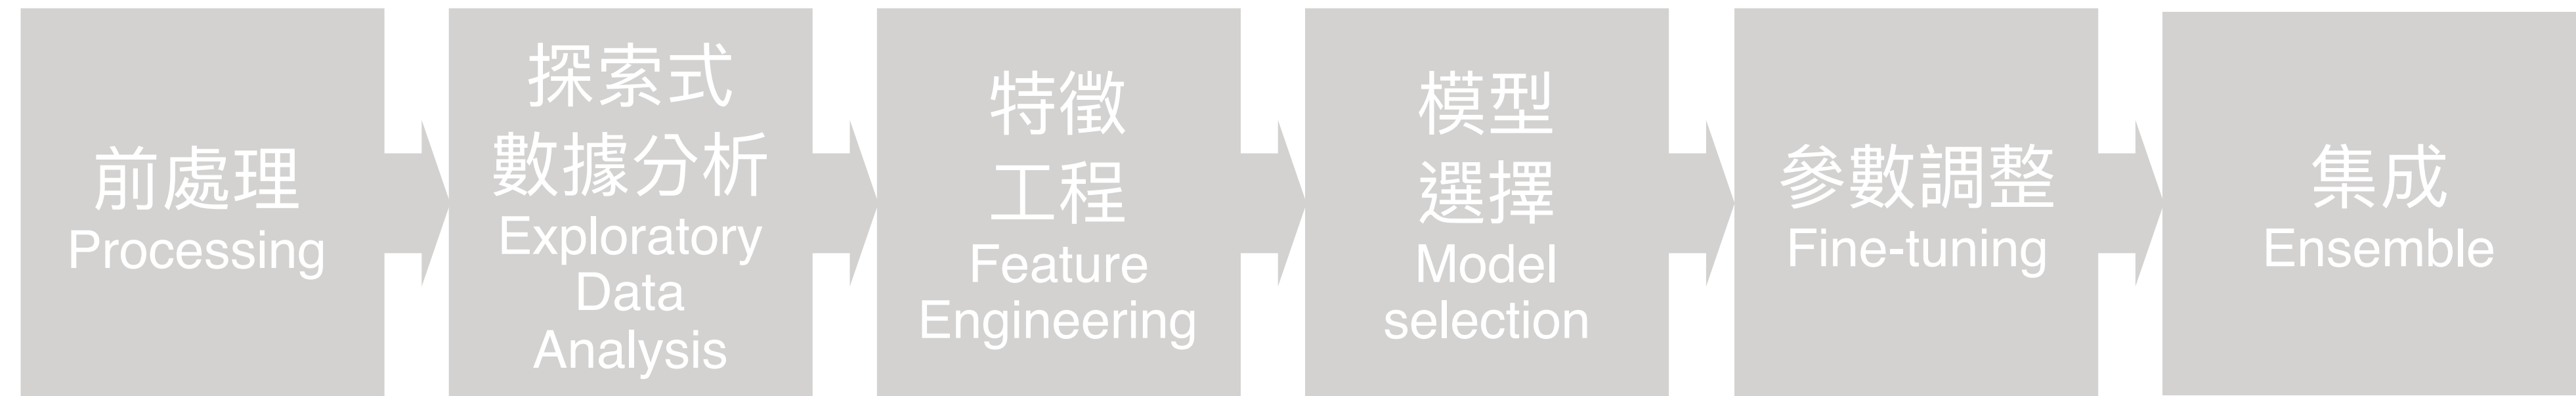 前處理
Processing
探索式
數據分析
Exploratory
Data
Analysis
特徵
工程
Feature
Engineering
模型
選擇
Model
selection
參數調整
Fine-tuning
集成
Ensemble